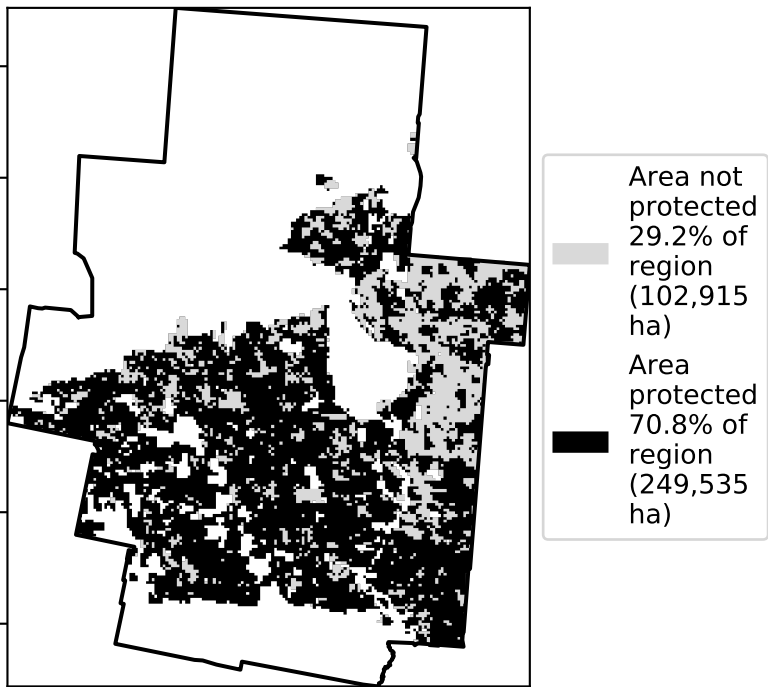 Area not
protected
29.2% of
region
(102,915
ha)
Area
protected
70.8% of
region
(249,535
ha)